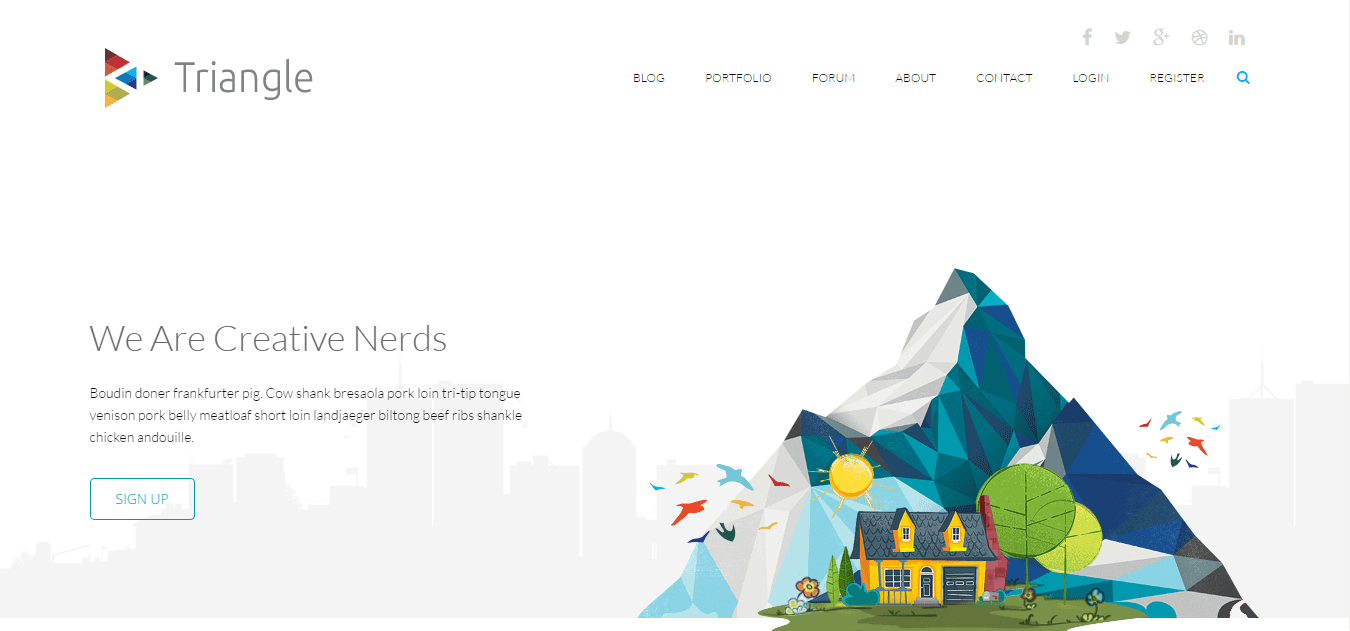 Triangle
BLOG PORTFOLIO FORUM ABOUT CONTACT LOGIN REGISTER
We Are Creative Nerds
Boudin doner frankfurter pig. Cow shank bresaola pork loin tri-tip tongue
venison pork belly meatloaf short loin landjaeger biltong beef ribs shankle
chicken andouille.
SIGN UP